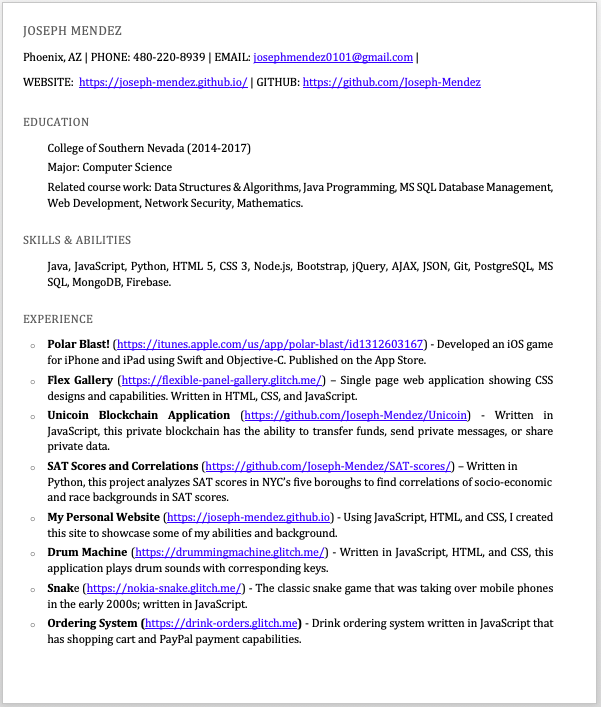 JOSEPH MENDEZ
Phoenix, AZ | PHONE: 480-220-8939 | EMAIL: josephmendez0101@gmail.com |
WEBSITE: https://joseph-mendez.github.io/ | GITHUB: https://github.com/Joseph-Mendez
EDUCATION
College of Southern Nevada (2014-2017)
Major: Computer Science
Related course work: Data Structures & Algorithms, Java Programming, MS SQL Database Management,
Web Development, Network Security, Mathematics.
SKILLS & ABILITIES
Java, JavaScript, Python, HTML 5, CSS 3, Node.js, Bootstrap, jQuery, AJAX, JSON, Git, PostgreSQL, MS
SQL, MongoDB, Firebase.
EXPERIENCE
○ Polar Blast! (https://itunes.apple.com/us/app/polar-blast/id1312603167) - Developed an iOS game
for iPhone and iPad using Swift and Objective-C. Published on the App Store.
○ Flex Gallery (https://flexible-panel-gallery.glitch.me/) – Single page web application showing CSS
designs and capabilities. Written in HTML, CSS, and JavaScript.
○ Unicoin Blockchain Application (https://github.com/Joseph-Mendez/Unicoin) - Written in
JavaScript, this private blockchain has the ability to transfer funds, send private messages, or share
private data.
○ SAT Scores and Correlations (https://github.com/Joseph-Mendez/SAT-scores/) – Written in
Python, this project analyzes SAT scores in NYC's five boroughs to find correlations of socio-economic
and race backgrounds in SAT scores.
○ My Personal Website (https://joseph-mendez.github.io) - Using JavaScript, HTML, and CSS, I created
this site to showcase some of my abilities and background.
○ Drum Machine (https://drummingmachine.glitch.me/) - Written in JavaScript, HTML, and CSS, this
application plays drum sounds with corresponding keys.
○ Snake (https://nokia-snake.glitch.me/) - The classic snake game that was taking over mobile phones
in the early 2000s; written in JavaScript.
○ Ordering System (https://drink-orders.glitch.me) - Drink ordering system written in JavaScript that
has shopping cart and PayPal payment capabilities.